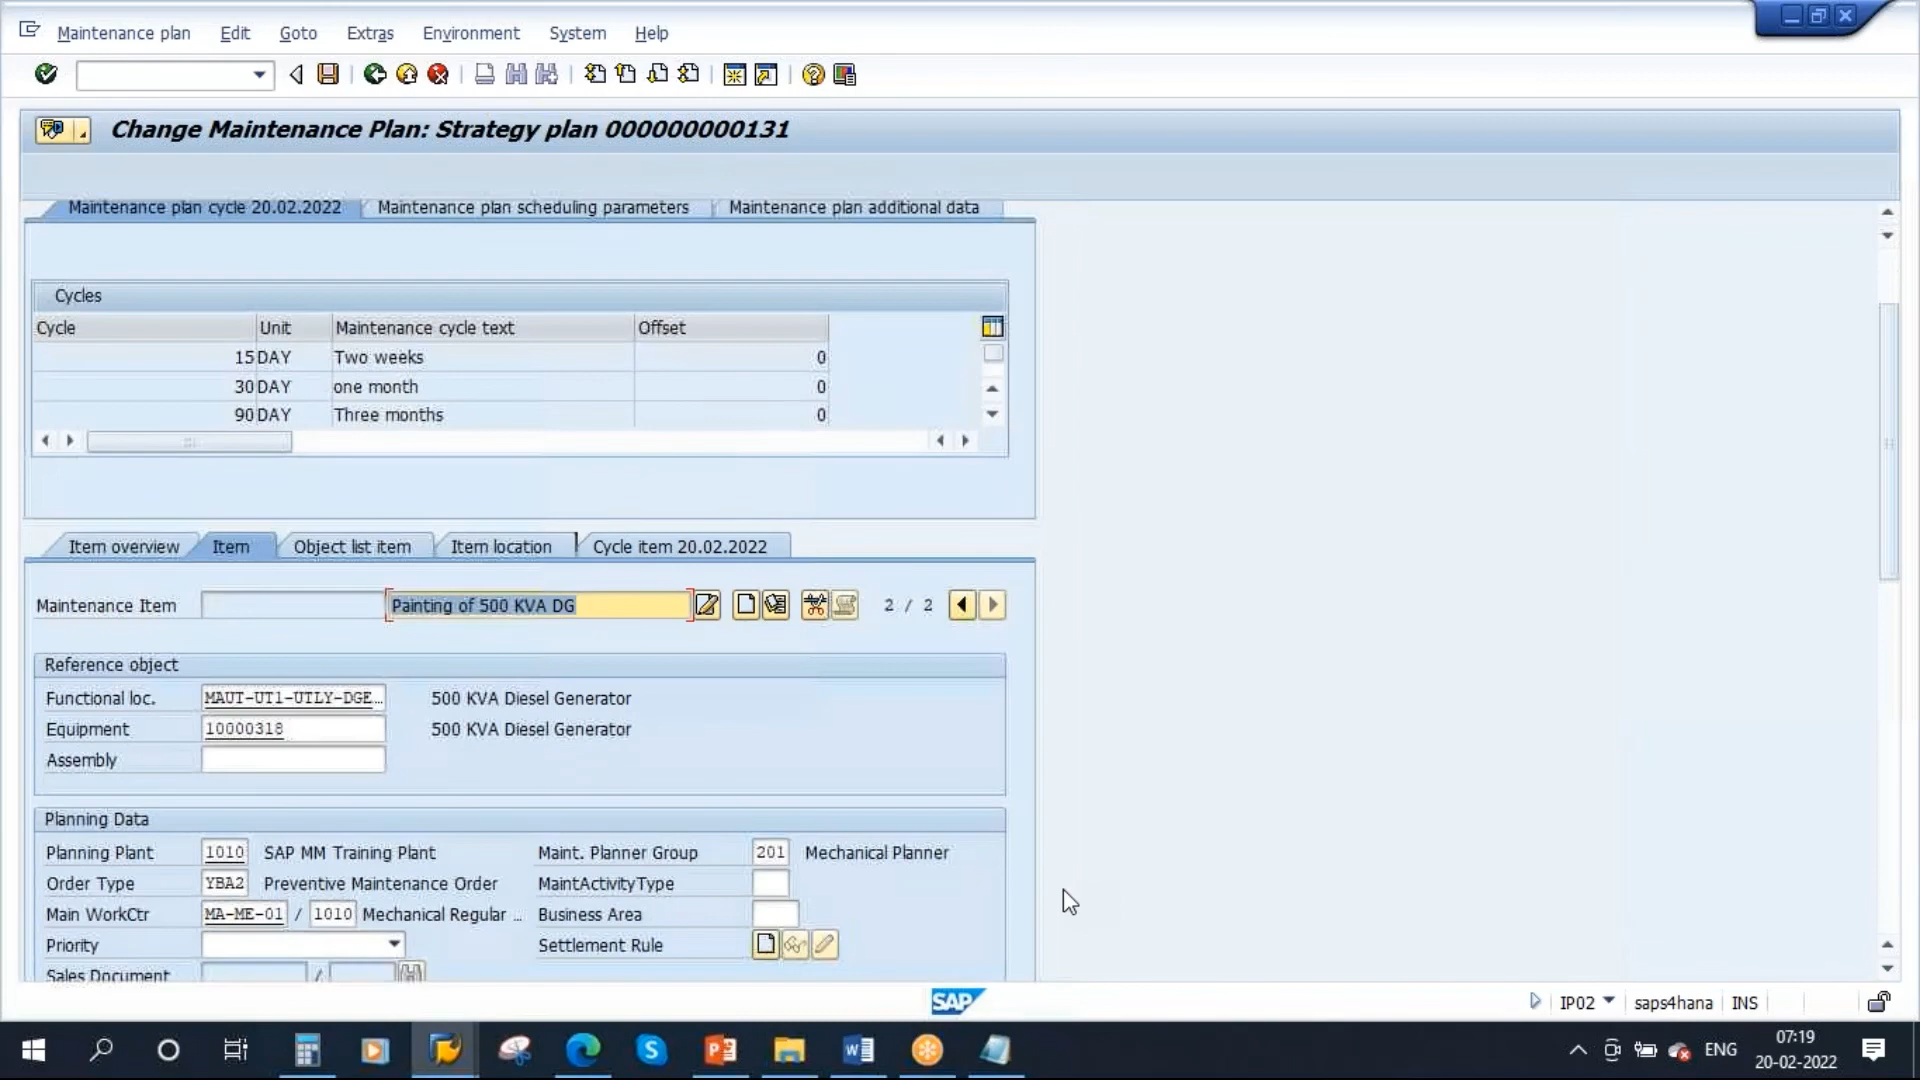 Maintenance plan Edit Goto Extras Environment System Help
Change Maintenance Plan: Strategy plan 000000000131
Maintenance plan cycle 20.02.2022 Maintenance plan scheduling parameters Maintenance plan additional data
Cycles
Cycle Unit Maintenance cycle text Offset
15 DAY Two weeks 0
30 DAY one month 0
90 DAY Three months 0
Item overview Item Object list item Item location Cycle item 20.02.2022
Maintenance Item Painting of 500 KVA DG 2 / 2
Reference object
Functional loc. MAUT-UT1-UTLY-DGE… 500 KVA Diesel Generator
Equipment 10000318 500 KVA Diesel Generator
Assembly
Planning Data
Planning Plant 1010 SAP MM Training Plant Maint. Planner Group 201 Mechanical Planner
Order Type YBA2 Preventive Maintenance Order MaintActivityType
Main WorkCtr MA-ME-01 / 1010 Mechanical Regular … Business Area
Priority Settlement Rule
Sales Document /
SAP IP02 saps4hana INS
ENG 07:19
20-02-2022